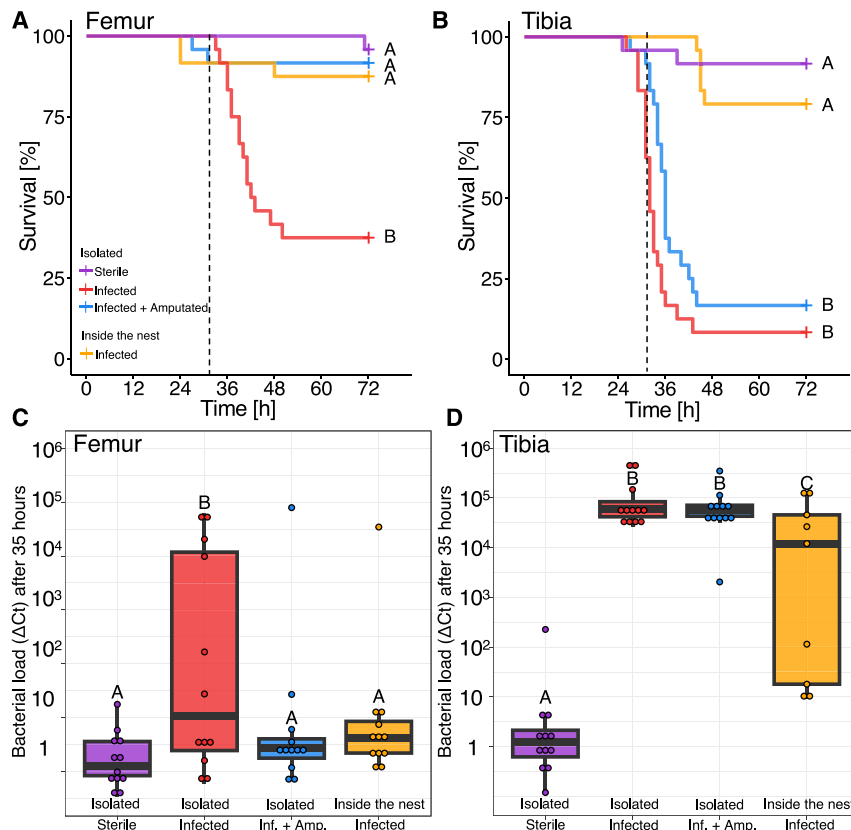 A Femur
100
75
50
25
0
Survival [%]
A
A
A
B
Isolated
Sterile
Infected
Infected + Amputated
Inside the nest
Infected
0 12 24 36 48 60 72
Time [h]
B Tibia
100
75
50
25
0
Survival [%]
A
A
B
B
0 12 24 36 48 60 72
Time [h]
C Femur
10⁶
10⁵
10⁴
10³
10²
10
1
Bacterial load (ΔCt) after 35 hours
A B A A
Isolated Isolated Isolated Inside the nest
Sterile Infected Inf. + Amp. Infected
D Tibia
10⁶
10⁵
10⁴
10³
10²
10
1
Bacterial load (ΔCt) after 35 hours
A B B C
Isolated Isolated Isolated Inside the nest
Sterile Infected Inf. + Amp. Infected